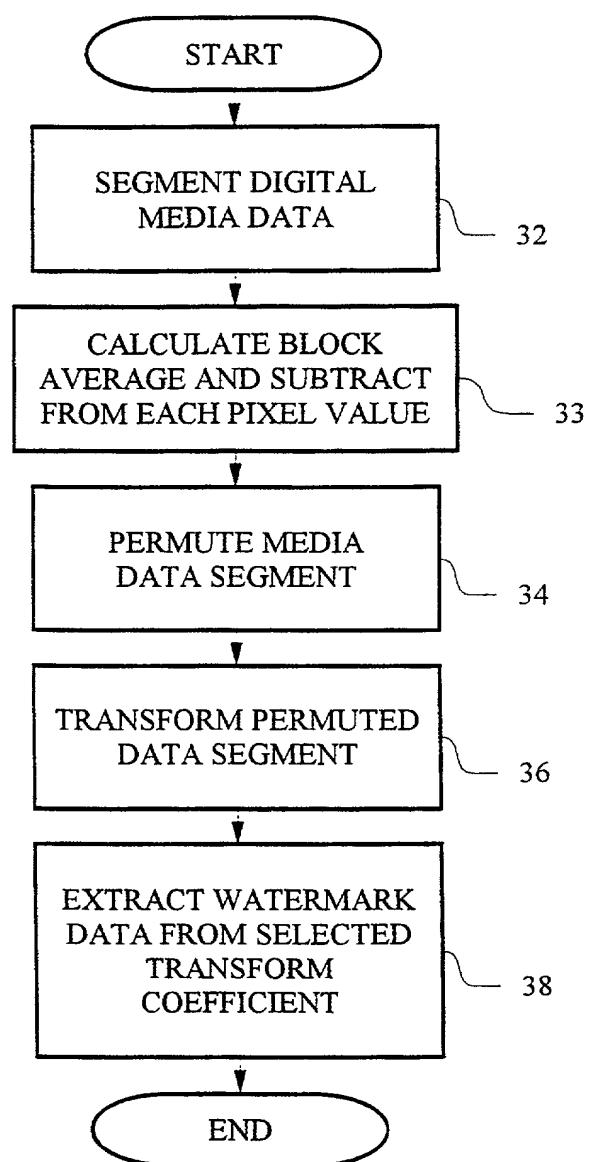 START
SEGMENT DIGITAL
MEDIA DATA
32
CALCULATE BLOCK
AVERAGE AND SUBTRACT
FROM EACH PIXEL VALUE
33
PERMUTE MEDIA
DATA SEGMENT
34
TRANSFORM PERMUTED
DATA SEGMENT
36
EXTRACT WATERMARK
DATA FROM SELECTED
TRANSFORM
COEFFICIENT
38
END